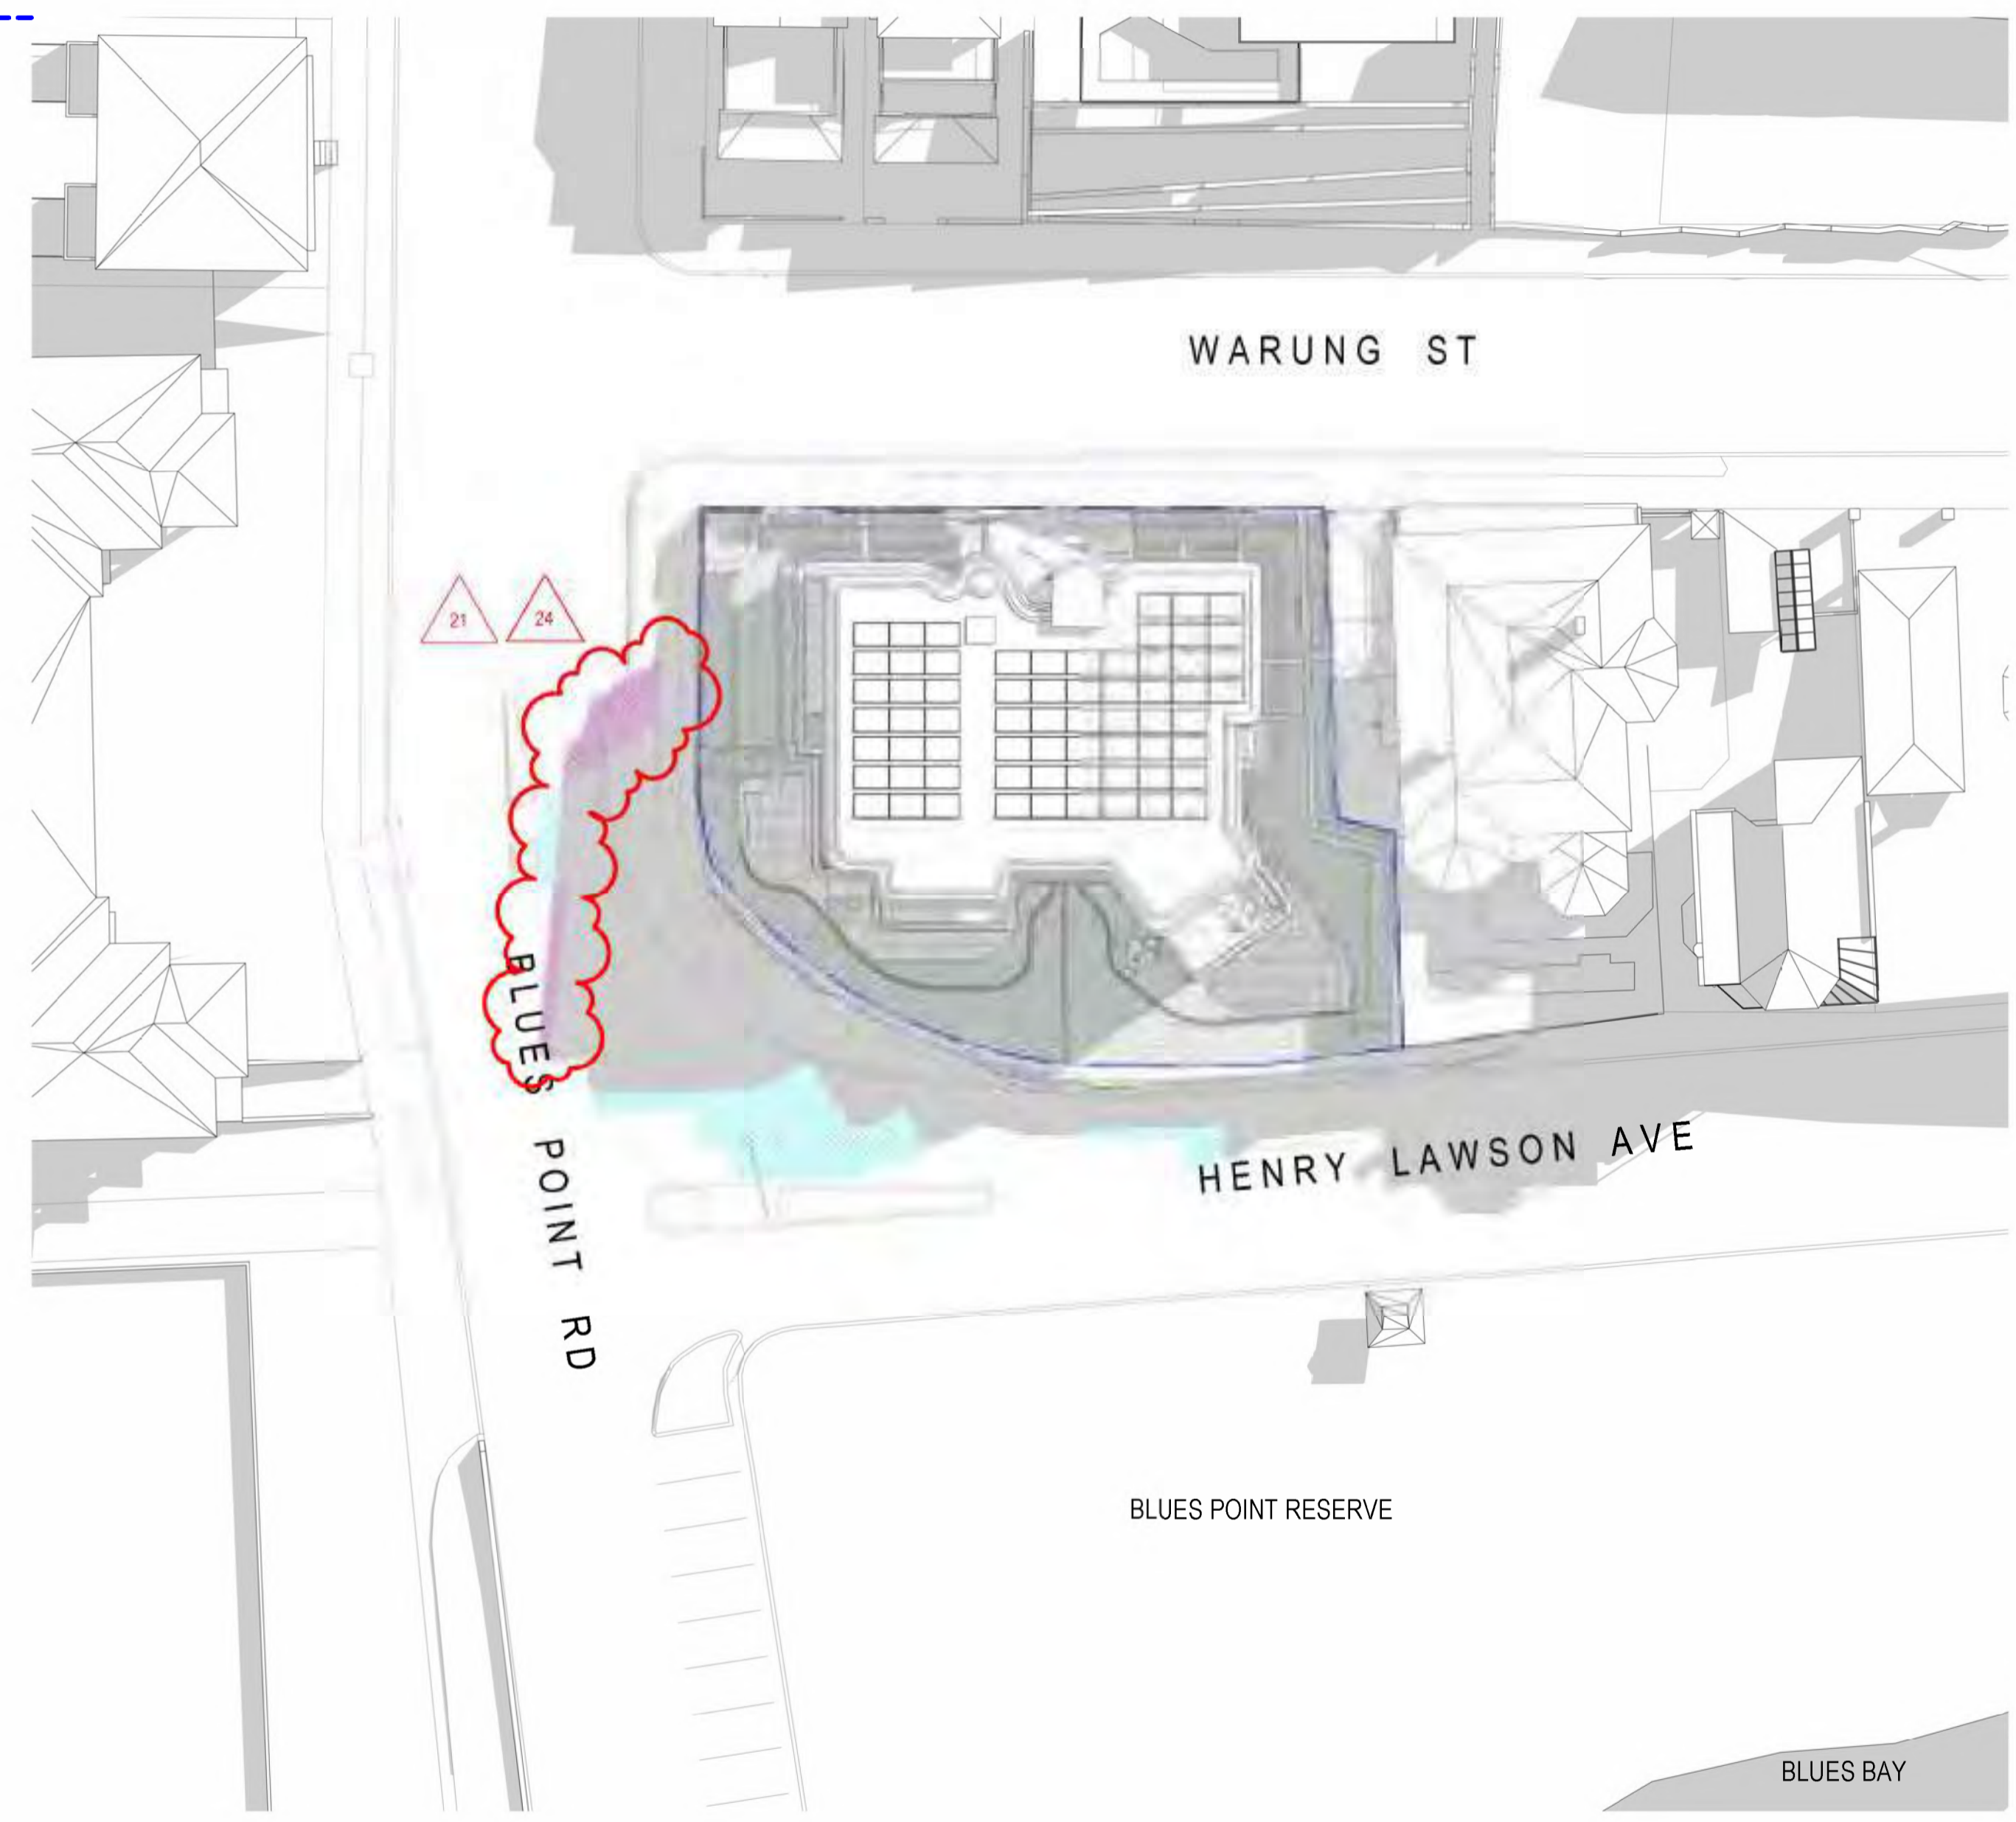 WARUNG ST
21
24
BLUES POINT RD
HENRY LAWSON AVE
BLUES POINT RESERVE
BLUES BAY